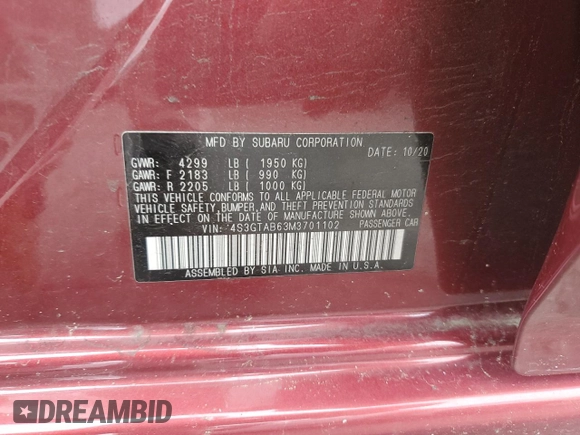 MFD BY SUBARU CORPORATION
DATE: 10/20
GVWR: 4299 LB ( 1950 KG)
GAWR: F 2183 LB ( 990 KG)
GAWR: R 2205 LB ( 1000 KG)
THIS VEHICLE CONFORMS TO ALL APPLICABLE FEDERAL MOTOR
VEHICLE SAFETY, BUMPER, AND THEFT PREVENTION STANDARDS
IN EFFECT ON THE DATE OF MANUFACTURE SHOWN ABOVE.
VIN: 4S3GTAB63M3701102 PASSENGER CAR
ASSEMBLED BY SIA INC. MADE IN U.S.A.
DREAMBID